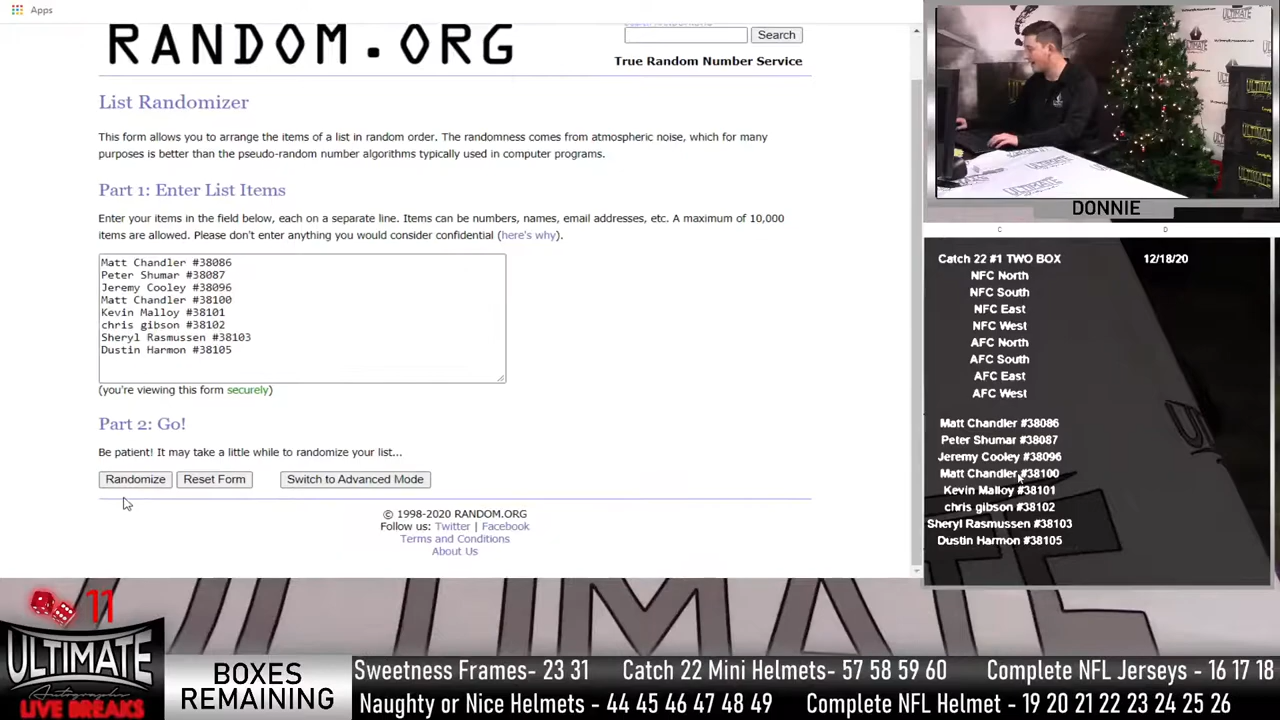 Apps
RANDOM.ORG
Search
True Random Number Service
List Randomizer
This form allows you to arrange the items of a list in random order. The randomness comes from atmospheric noise, which for many
purposes is better than the pseudo-random number algorithms typically used in computer programs.
Part 1: Enter List Items
Enter your items in the field below, each on a separate line. Items can be numbers, names, email addresses, etc. A maximum of 10,000
items are allowed. Please don't enter anything you would consider confidential (here's why).
Matt Chandler #38086
Peter Shumar #38087
Jeremy Cooley #38096
Matt Chandler #38100
Kevin Malloy #38101
chris gibson #38102
Sheryl Rasmussen #38103
Dustin Harmon #38105
(you're viewing this form securely)
Part 2: Go!
Be patient! It may take a little while to randomize your list...
Randomize Reset Form Switch to Advanced Mode
© 1998-2020 RANDOM.ORG
Follow us: Twitter | Facebook
Terms and Conditions
About Us
ULTIMATE
DONNIE
C D
Catch 22 #1 TWO BOX 12/18/20
NFC North
NFC South
NFC East
NFC West
AFC North
AFC South
AFC East
AFC West
Matt Chandler #38086
Peter Shumar #38087
Jeremy Cooley #38096
Matt Chandler #38100
Kevin Malloy #38101
chris gibson #38102
Sheryl Rasmussen #38103
Dustin Harmon #38105
11
ULTIMATE
Autographs
LIVE BREAKS
BOXES
REMAINING
Sweetness Frames- 23 31 Catch 22 Mini Helmets- 57 58 59 60 Complete NFL Jerseys - 16 17 18
Naughty or Nice Helmets - 44 45 46 47 48 49 Complete NFL Helmet - 19 20 21 22 23 24 25 26